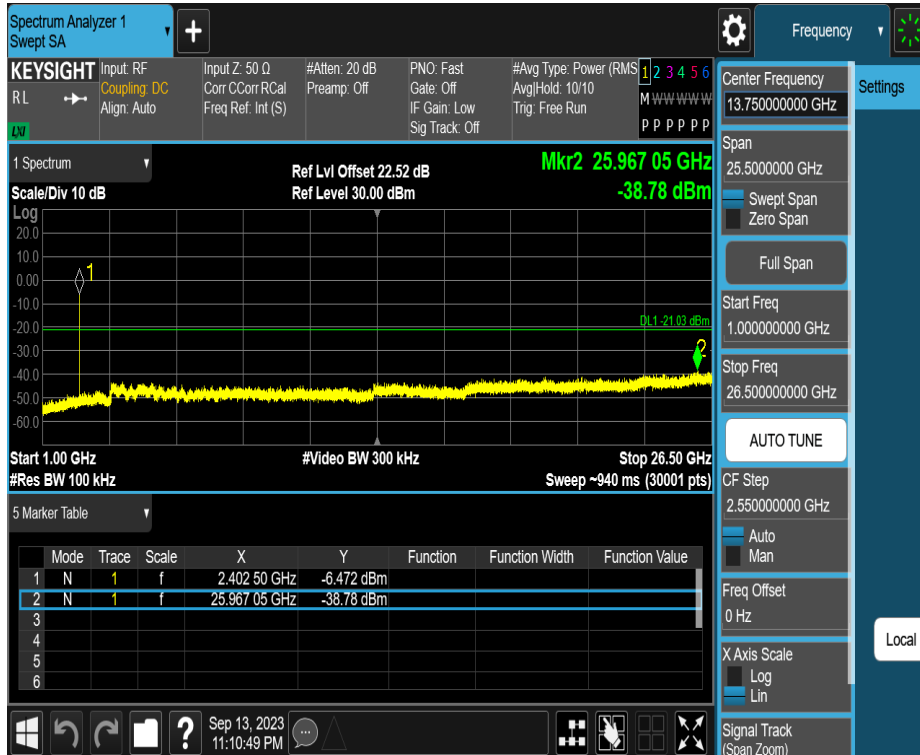 Spectrum Analyzer 1
Swept SA
+
Frequency
KEYSIGHT
Input: RF
Coupling: DC
Align: Auto
Input Z: 50 Ω
Corr CCorr RCal
Freq Ref: Int (S)
#Atten: 20 dB
Preamp: Off
PNO: Fast
Gate: Off
IF Gain: Low
Sig Track: Off
#Avg Type: Power (RMS
Avg|Hold: 10/10
Trig: Free Run
1 2 3 4 5 6
M W W W W W
P P P P P P
R L
LXI
1 Spectrum
Scale/Div 10 dB
Ref Lvl Offset 22.52 dB
Ref Level 30.00 dBm
Mkr2 25.967 05 GHz
-38.78 dBm
Log
20.0
10.0
0.00
-10.0
-20.0
-30.0
-40.0
-50.0
-60.0
1
DL1 -21.03 dBm
2
Start 1.00 GHz
#Video BW 300 kHz
Stop 26.50 GHz
#Res BW 100 kHz
Sweep ~940 ms (30001 pts)
5 Marker Table
Mode Trace Scale X Y Function Function Width Function Value
1 N 1 f 2.402 50 GHz -6.472 dBm
2 N 1 f 25.967 05 GHz -38.78 dBm
3
4
5
6
?
Sep 13, 2023
11:10:49 PM
Center Frequency
13.750000000 GHz
Settings
Span
25.5000000 GHz
Swept Span
Zero Span
Full Span
Start Freq
1.000000000 GHz
Stop Freq
26.500000000 GHz
AUTO TUNE
CF Step
2.550000000 GHz
Auto
Man
Freq Offset
0 Hz
Local
X Axis Scale
Log
Lin
Signal Track
(Span Zoom)